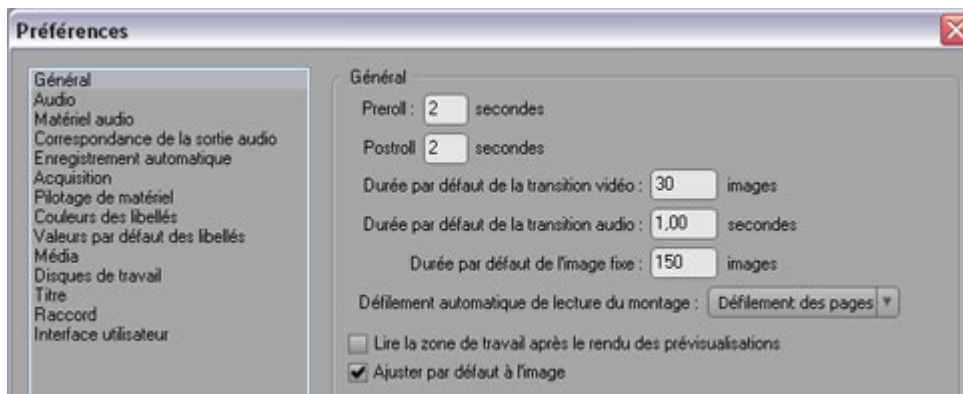 Préférences
Général
Audio
Matériel audio
Correspondance de la sortie audio
Enregistrement automatique
Acquisition
Pilotage de matériel
Couleurs des libellés
Valeurs par défaut des libellés
Média
Disques de travail
Titre
Raccord
Interface utilisateur
Général
Preroll : 2 secondes
Postroll 2 secondes
Durée par défaut de la transition vidéo : 30 images
Durée par défaut de la transition audio : 1,00 secondes
Durée par défaut de l'image fixe : 150 images
Défilement automatique de lecture du montage : Défilement des pages
Lire la zone de travail après le rendu des prévisualisations
Ajuster par défaut à l'image